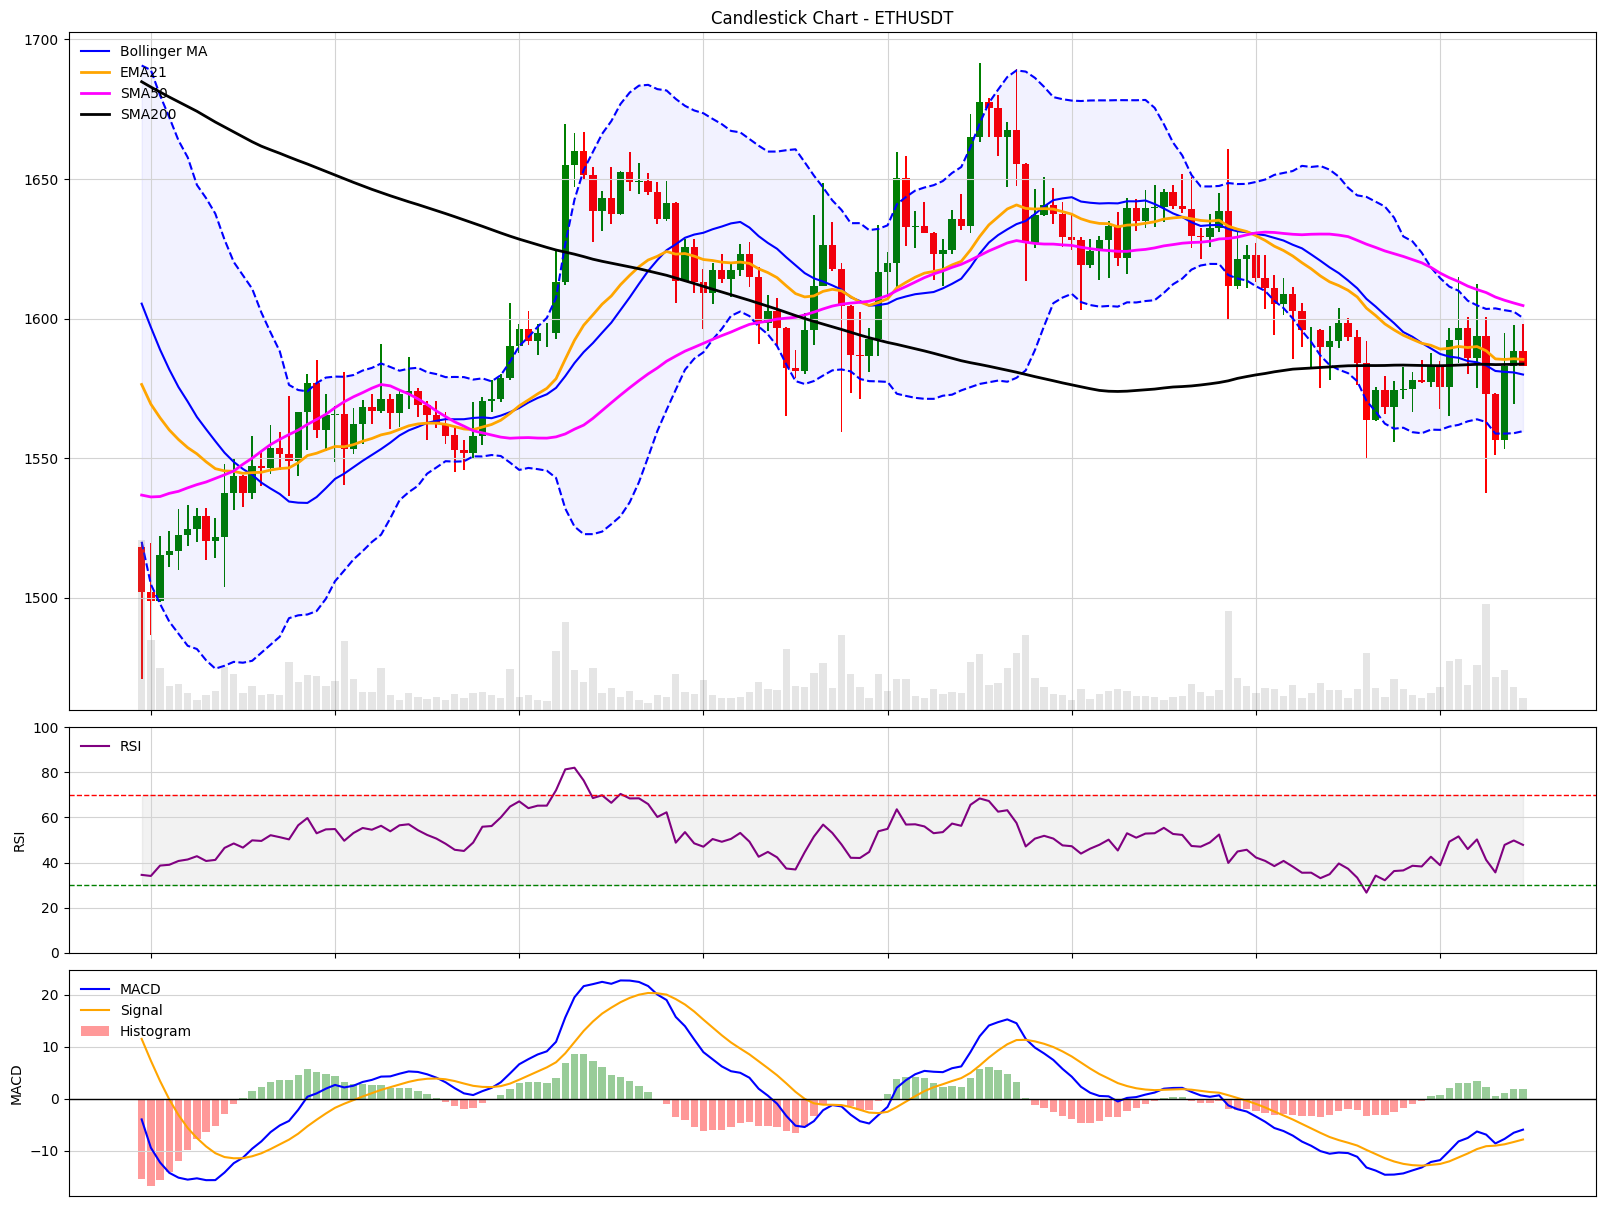 Candlestick Chart - ETHUSDT
1700
1650
1600
1550
1500
Bollinger MA
EMA21
SMA50
SMA200
100
80
60
40
20
0
RSI
RSI
20
10
0
−10
MACD
MACD
Signal
Histogram